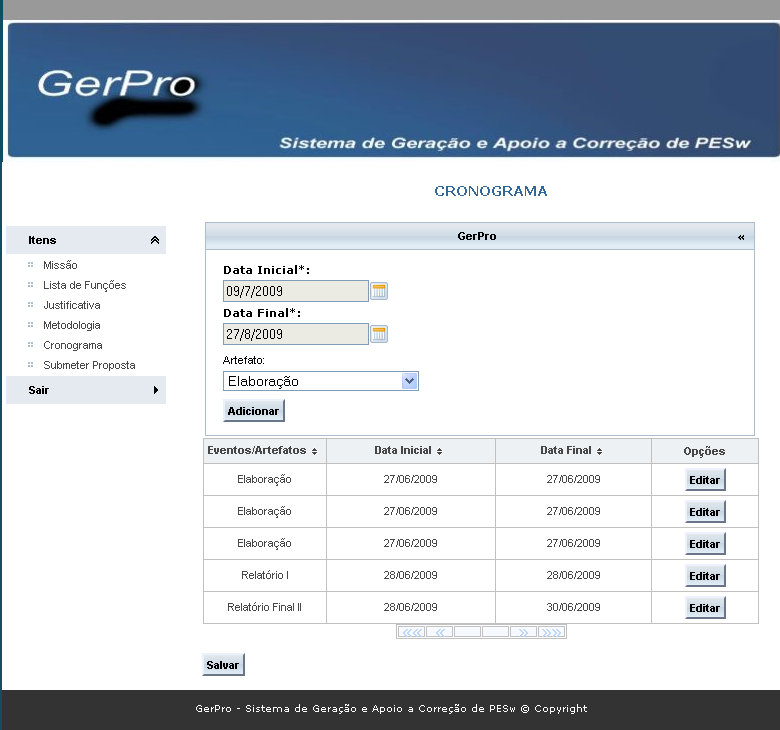 GerPro
Sistema de Geração e Apoio a Correção de PESw
CRONOGRAMA
Itens
Missão
Lista de Funções
Justificativa
Metodologia
Cronograma
Submeter Proposta
Sair
GerPro «
Data Inicial*:
09/7/2009
Data Final*:
27/8/2009
Artefato:
Elaboração
Adicionar
Eventos/Artefatos Data Inicial Data Final Opções
Elaboração 27/06/2009 27/06/2009 Editar
Elaboração 27/06/2009 27/06/2009 Editar
Elaboração 27/06/2009 27/06/2009 Editar
Relatório I 28/06/2009 28/06/2009 Editar
Relatório Final II 28/06/2009 30/06/2009 Editar
«« « » »»
Salvar
GerPro - Sistema de Geração e Apoio a Correção de PESw © Copyright